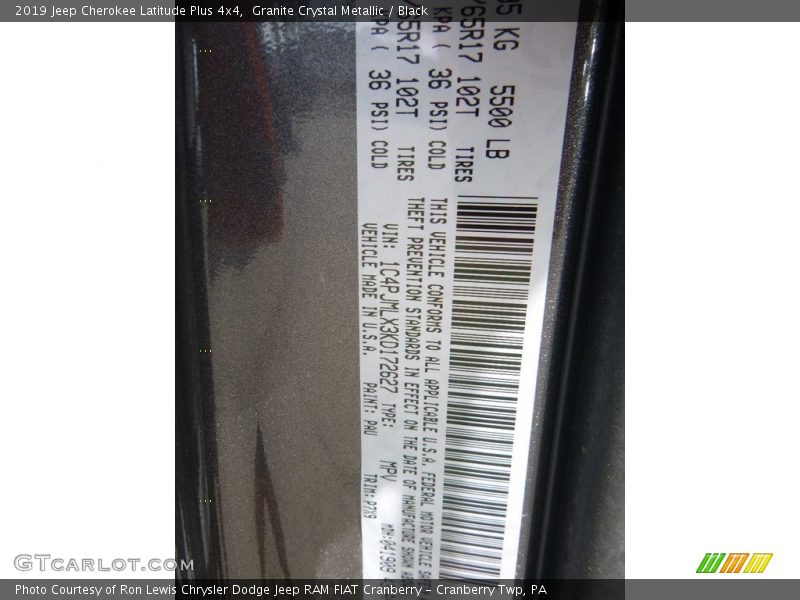 2019 Jeep Cherokee Latitude Plus 4x4, Granite Crystal Metallic / Black
KG 5500 LB
65R17 102T TIRES
KPA ( 36 PSI) COLD
65R17 102T TIRES
KPA ( 36 PSI) COLD
THIS VEHICLE CONFORMS TO ALL APPLICABLE U.S.A. FEDERAL MOTOR VEHICLE
THEFT PREVENTION STANDARDS IN EFFECT ON THE DATE OF MANUFACTURE SHOWN
VIN: 1C4PJMLX3KD172627 TYPE: MPV
VEHICLE MADE IN U.S.A. PAINT: PAU TRIM:
GTCarLot.com
Photo Courtesy of Ron Lewis Chrysler Dodge Jeep RAM FIAT Cranberry - Cranberry Twp, PA